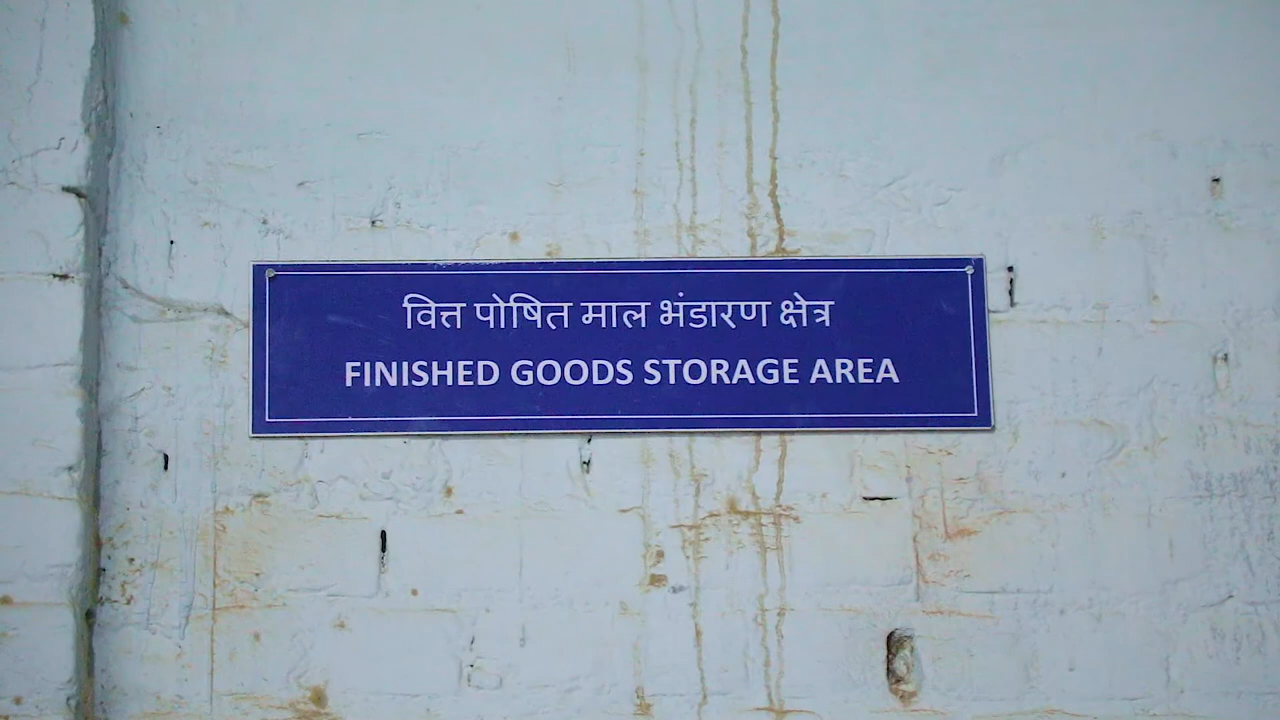 वित्त पोषित माल भंडारण क्षेत्र
FINISHED GOODS STORAGE AREA